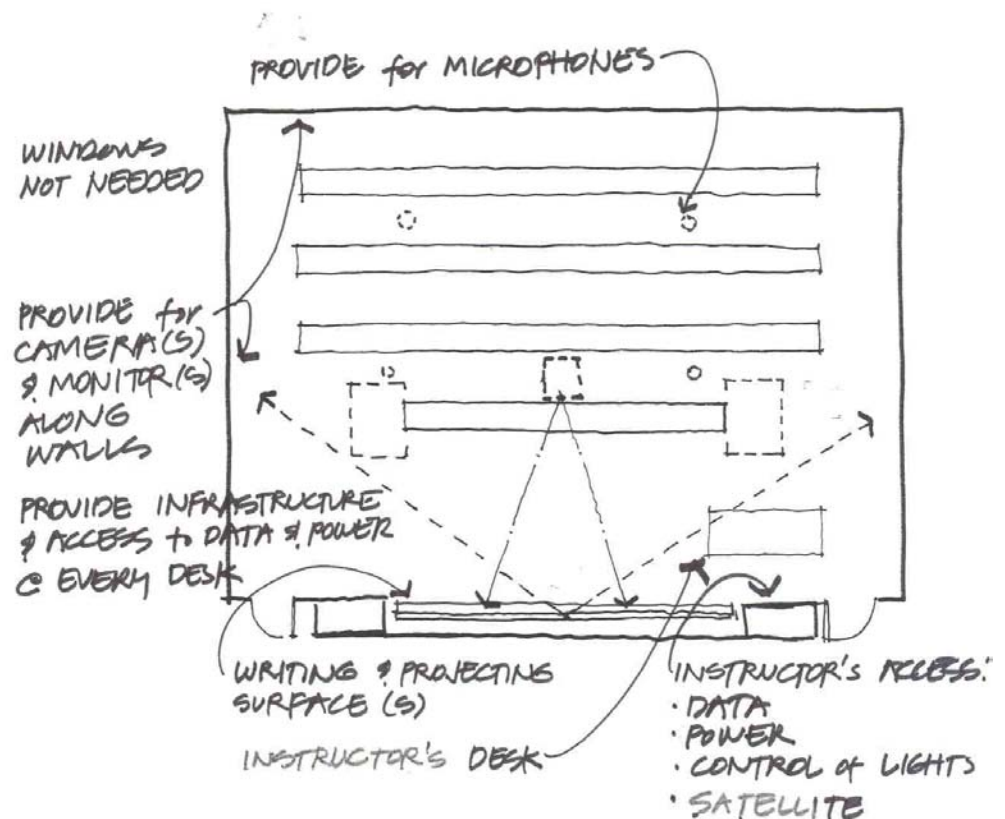 PROVIDE for MICROPHONES
WINDOWS
NOT NEEDED
PROVIDE for
CAMERA(S)
& MONITOR(S)
ALONG
WALLS
PROVIDE INFRASTRUCTURE
& ACCESS to DATA & POWER
@ EVERY DESK
WRITING & PROJECTING
SURFACE (S)
INSTRUCTOR'S DESK
INSTRUCTOR'S ACCESS:
· DATA
· POWER
· CONTROL of LIGHTS
· SATELLITE